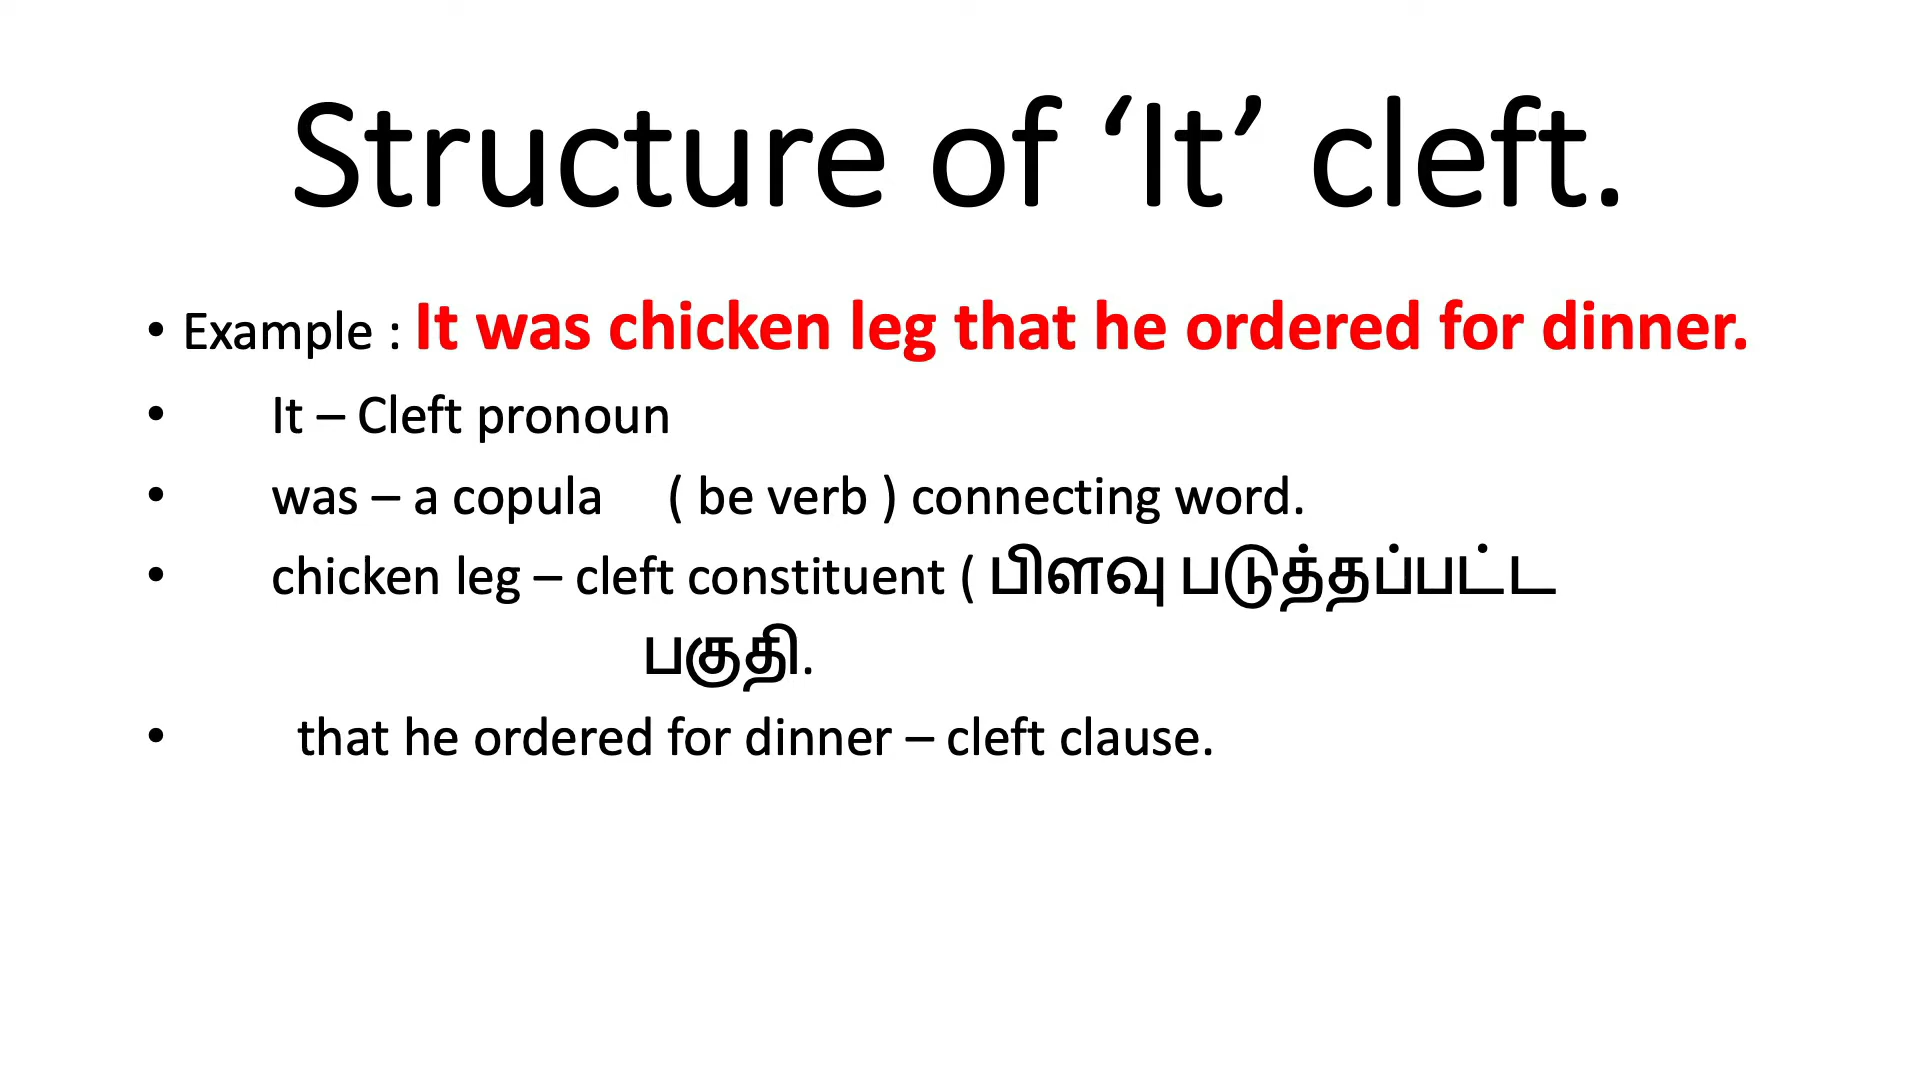 Structure of ‘It’ cleft.
• Example : It was chicken leg that he ordered for dinner.
• It – Cleft pronoun
• was – a copula ( be verb ) connecting word.
• chicken leg – cleft constituent ( பிளவு படுத்தப்பட்ட
பகுதி.
• that he ordered for dinner – cleft clause.